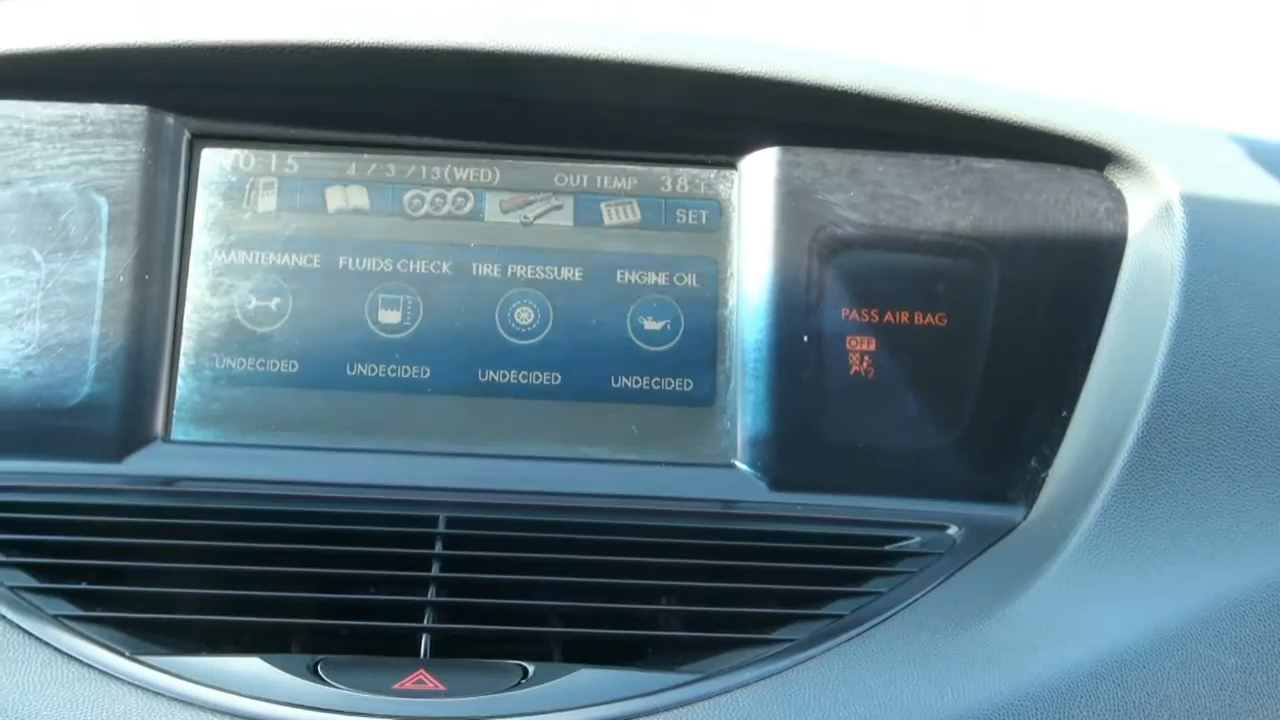 10:15 4/3/13(WED) OUT TEMP 38°F
SET
MAINTENANCE FLUIDS CHECK TIRE PRESSURE ENGINE OIL
UNDECIDED UNDECIDED UNDECIDED UNDECIDED
PASS AIR BAG
OFF
2